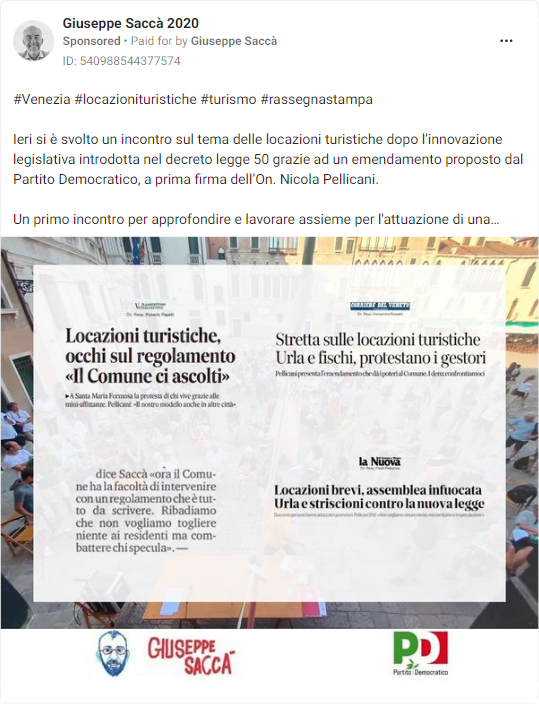 Giuseppe Saccà 2020
Sponsored • Paid for by Giuseppe Saccà
ID: 540988544377574
#Venezia #locazionituristiche #turismo #rassegnastampa
Ieri si è svolto un incontro sul tema delle locazioni turistiche dopo l'innovazione
legislativa introdotta nel decreto legge 50 grazie ad un emendamento proposto dal
Partito Democratico, a prima firma dell'On. Nicola Pellicani.
Un primo incontro per approfondire e lavorare assieme per l'attuazione di una…
Locazioni turistiche,
occhi sul regolamento
«Il Comune ci ascolti»
▸A Santa Maria Formosa la protesta di chi vive grazie alle
mini-affittanze. Pellicani: «Il nostro modello anche in altre città»
CORRIERE DEL VENETO
Stretta sulle locazioni turistiche
Urla e fischi, protestano i gestori
Pellicani presenta l'emendamento che dà i poteri al Comune. I dem: confrontiamoci
dice Saccà «ora il Comu-
ne ha la facoltà di intervenire
con un regolamento che è tut-
to da scrivere. Ribadiamo
che non vogliamo togliere
niente ai residenti ma com-
battere chi specula». —
la Nuova
Locazioni brevi, assemblea infuocata
Urla e striscioni contro la nuova legge
GIUSEPPE
SACCÀ
PD
Partito Democratico